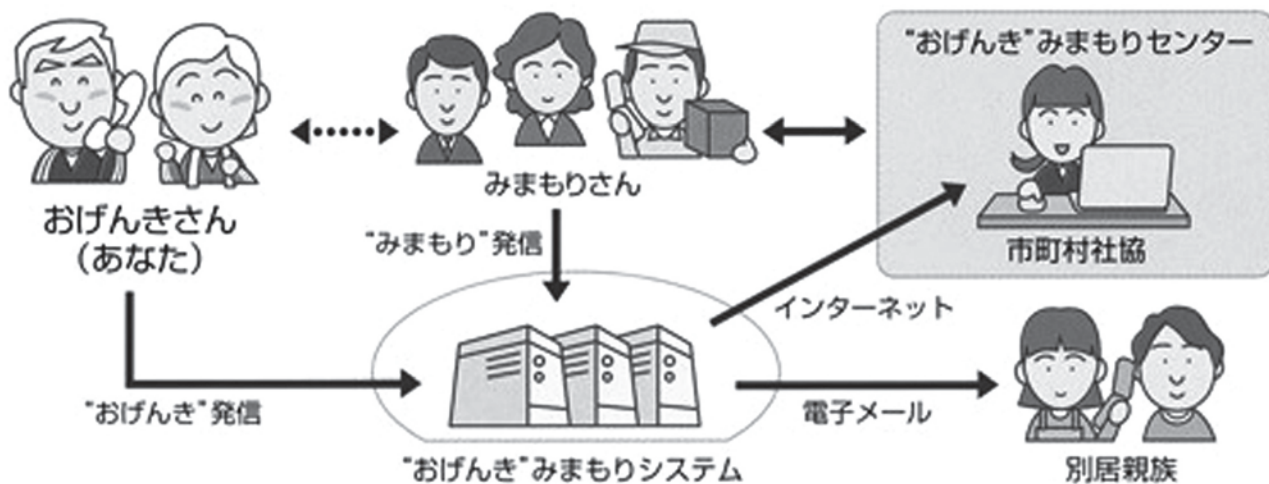 “おげんき”みまもりセンター
みまもりさん
おげんきさん
(あなた)
“みまもり”発信
市町村社協
インターネット
“おげんき”発信
電子メール
“おげんき”みまもりシステム
別居親族